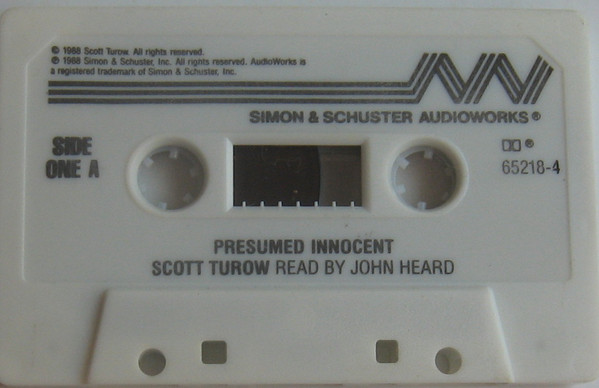 © 1988 Scott Turow. All rights reserved.
℗ 1988 Simon & Schuster, Inc. All rights reserved. AudioWorks is
a registered trademark of Simon & Schuster, Inc.
SIMON & SCHUSTER AUDIOWORKS®
SIDE
ONE A
®
65218-4
PRESUMED INNOCENT
SCOTT TUROW READ BY JOHN HEARD